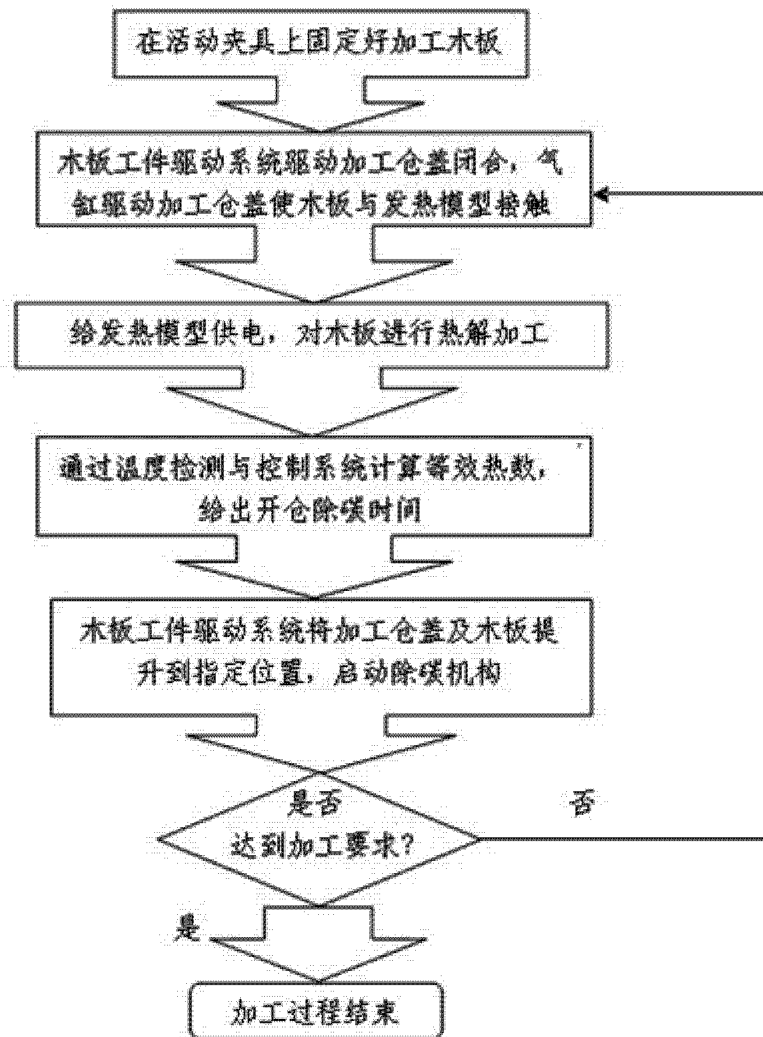 在活动夹具上固定好加工木板
木板工件驱动系统驱动加工仓盖闭合，气
缸驱动加工仓盖使木板与发热模型接触
给发热模型供电，对木板进行热解加工
通过温度检测与控制系统计算等效热数，
给出开仓除碳时间
木板工件驱动系统将加工仓盖及木板提
升到指定位置，启动除碳机构
是否
达到加工要求？
否
是
加工过程结束